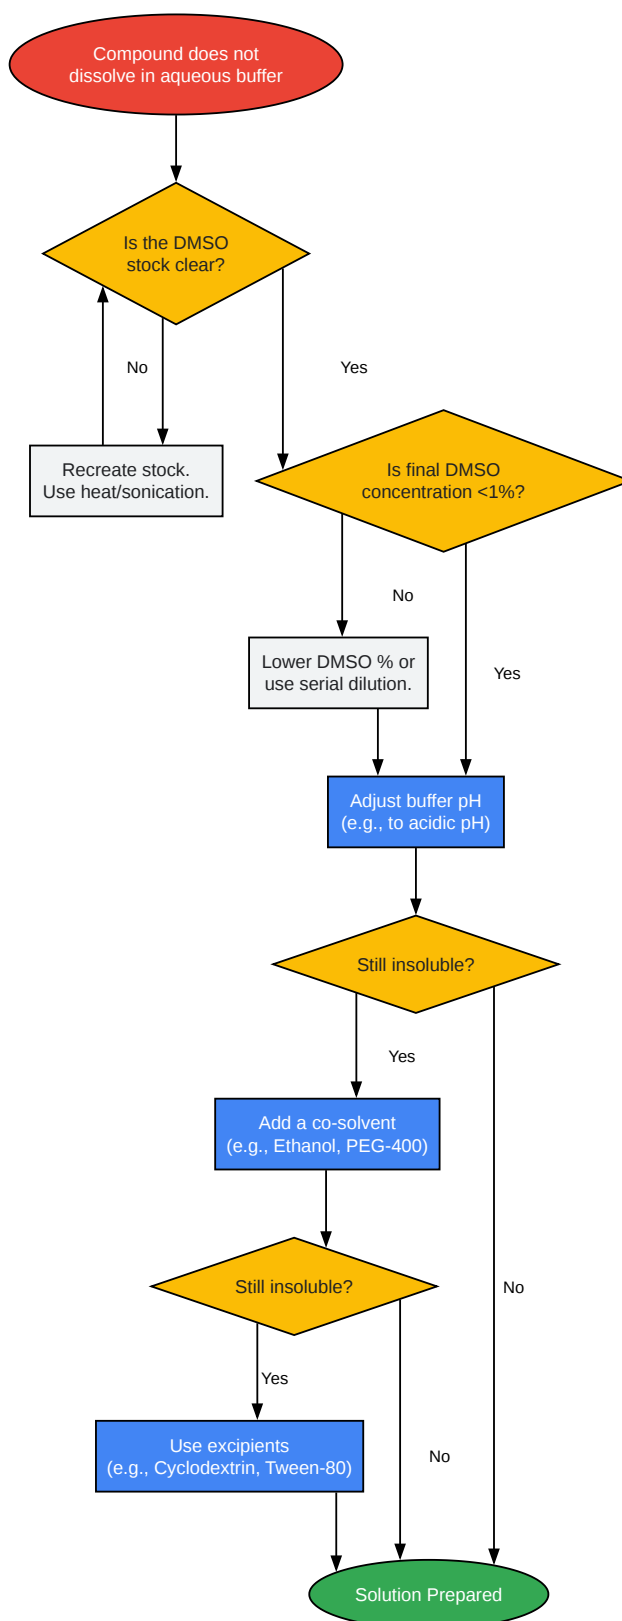 Compound does not
dissolve in aqueous buffer
Is the DMSO
stock clear?
No
Yes
Recreate stock.
Use heat/sonication.
Is final DMSO
concentration <1%?
No
Lower DMSO % or
use serial dilution.
Yes
Adjust buffer pH
(e.g., to acidic pH)
Still insoluble?
Yes
Add a co-solvent
(e.g., Ethanol, PEG-400)
Still insoluble?
No
Yes
Use excipients
(e.g., Cyclodextrin, Tween-80)
No
Solution Prepared